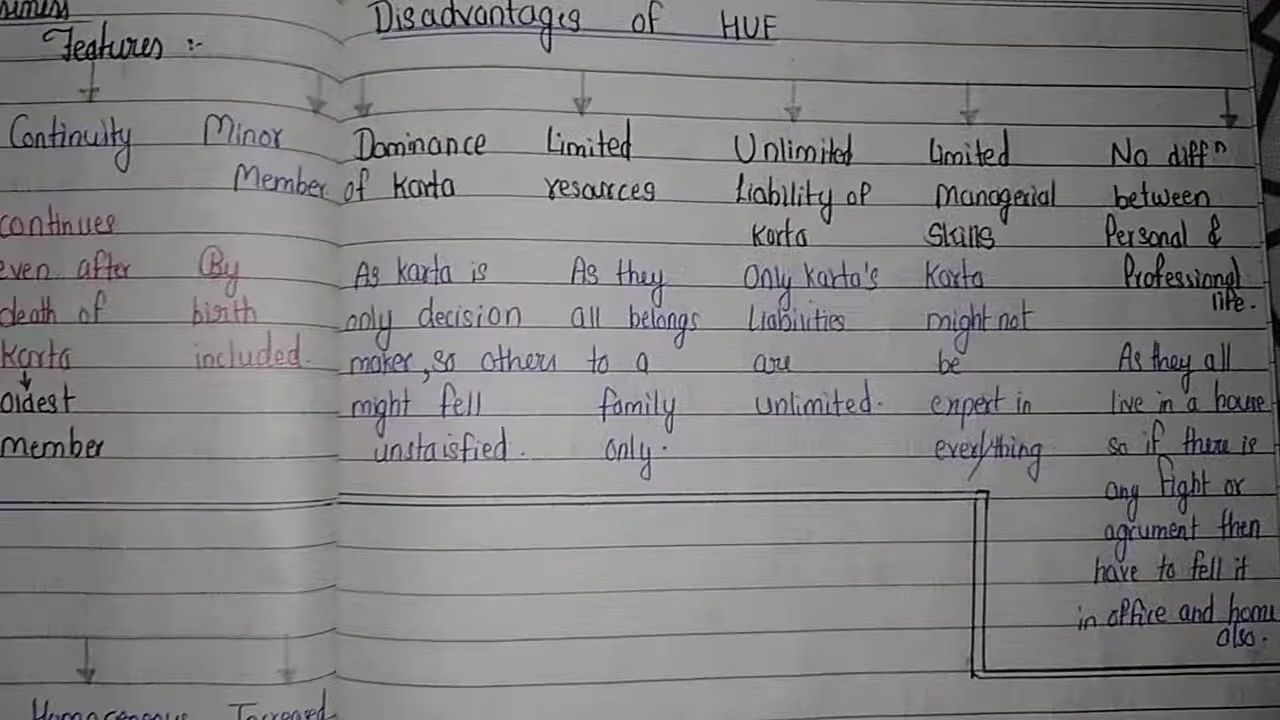 Features :-
Continuity
continues
even after
death of
Karta
oldest
member
Minor
Member
By
birth
included.
Disadvantages of HUF
Dominance
of Karta
As karta is
only decision
maker, so others
might fell
unstaisfied.
Limited
resources
As they
all belongs
to a
family
only.
Unlimited
Liability of
Karta
Only Karta's
Liabilities
are
unlimited.
Limited
Managerial
Skills
Karta
might not
be
expert in
everything
No diffn
between
Personal &
Professional
life.
As they all
live in a house
so if there is
any fight or
agrument then
have to fell it
in office and home
also.